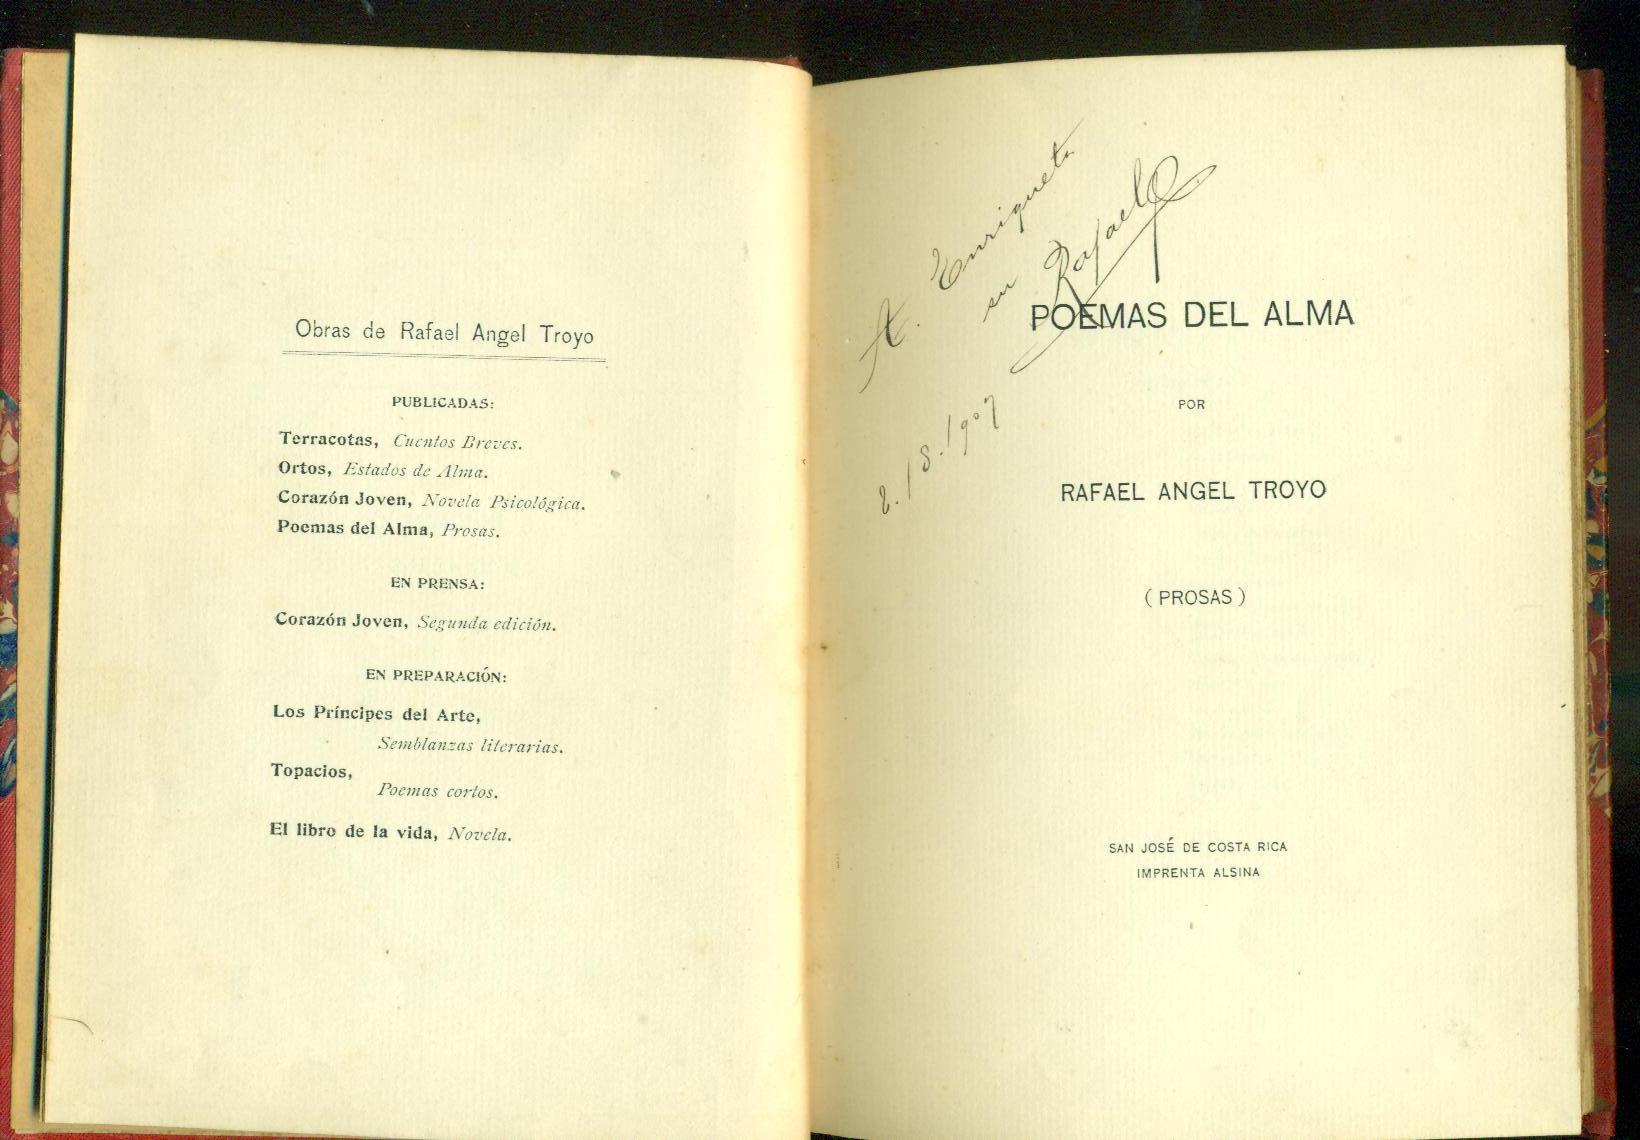 Obras de Rafael Angel Troyo
PUBLICADAS:
Terracotas, Cuentos Breves.
Ortos, Estados de Alma.
Corazón Joven, Novela Psicológica.
Poemas del Alma, Prosas.
EN PRENSA:
Corazón Joven, Segunda edición.
EN PREPARACIÓN:
Los Príncipes del Arte,
Semblanzas literarias.
Topacios,
Poemas cortos.
El libro de la vida, Novela.
A. Enriqueta
su Rafael
1907
POEMAS DEL ALMA
POR
RAFAEL ANGEL TROYO
( PROSAS )
SAN JOSÉ DE COSTA RICA
IMPRENTA ALSINA